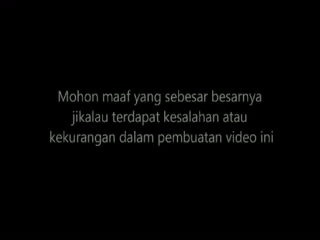 Mohon maaf yang sebesar besarnya
jikalau terdapat kesalahan atau
kekurangan dalam pembuatan video ini